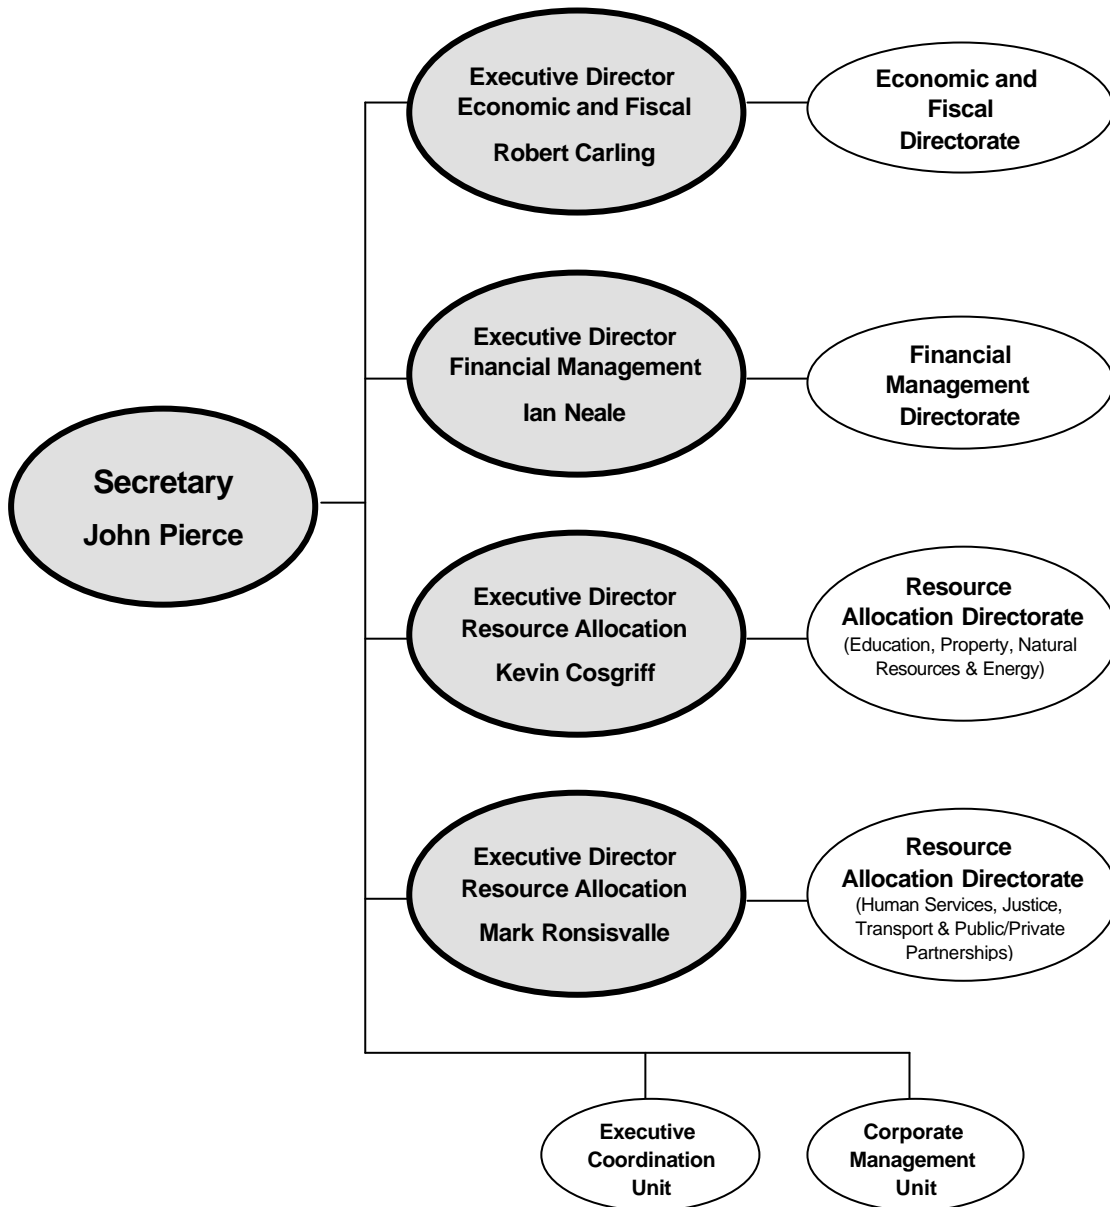 Executive Director
Economic and Fiscal
Robert Carling
Economic and
Fiscal
Directorate
Executive Director
Financial Management
Ian Neale
Financial
Management
Directorate
Secretary
John Pierce
Executive Director
Resource Allocation
Kevin Cosgriff
Resource
Allocation Directorate
(Education, Property, Natural
Resources & Energy)
Executive Director
Resource Allocation
Mark Ronsisvalle
Resource
Allocation Directorate
(Human Services, Justice,
Transport & Public/Private
Partnerships)
Executive
Coordination
Unit
Corporate
Management
Unit